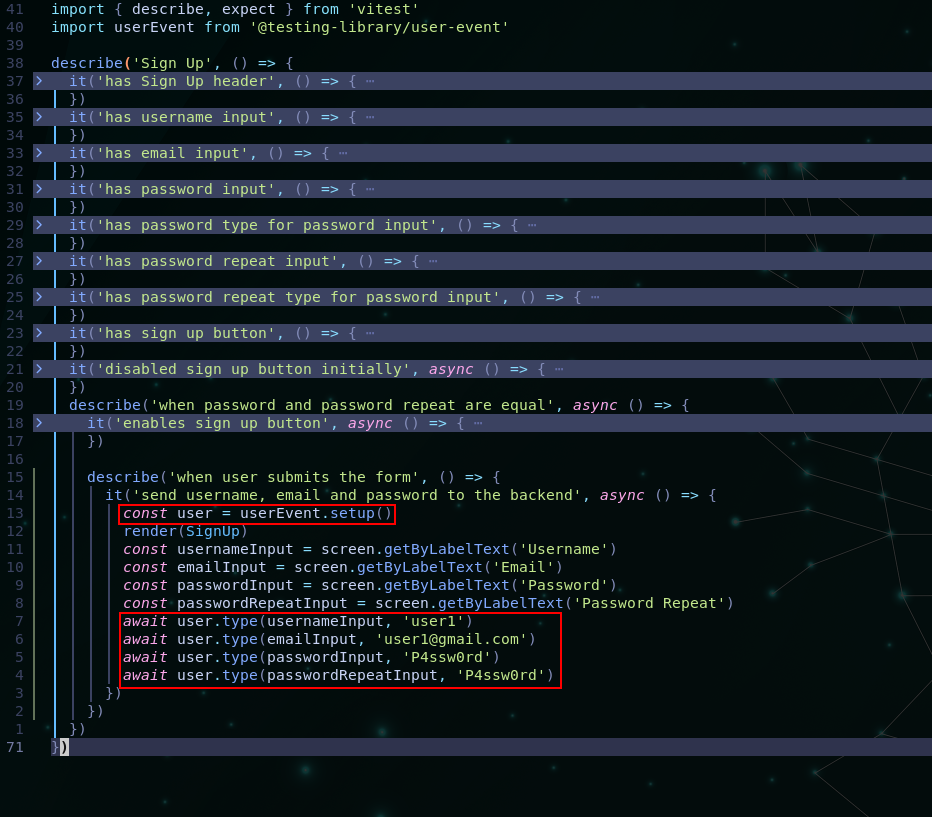 41 import { describe, expect } from 'vitest'
40 import userEvent from '@testing-library/user-event'
39
38 describe('Sign Up', () => {
37 > it('has Sign Up header', () => { ⋯
36 })
35 > it('has username input', () => { ⋯
34 })
33 > it('has email input', () => { ⋯
32 })
31 > it('has password input', () => { ⋯
30 })
29 > it('has password type for password input', () => { ⋯
28 })
27 > it('has password repeat input', () => { ⋯
26 })
25 > it('has password repeat type for password input', () => { ⋯
24 })
23 > it('has sign up button', () => { ⋯
22 })
21 > it('disabled sign up button initially', async () => { ⋯
20 })
19 describe('when password and password repeat are equal', async () => {
18 > it('enables sign up button', async () => { ⋯
17 })
16
15 describe('when user submits the form', () => {
14 it('send username, email and password to the backend', async () => {
13 const user = userEvent.setup()
12 render(SignUp)
11 const usernameInput = screen.getByLabelText('Username')
10 const emailInput = screen.getByLabelText('Email')
9 const passwordInput = screen.getByLabelText('Password')
8 const passwordRepeatInput = screen.getByLabelText('Password Repeat')
7 await user.type(usernameInput, 'user1')
6 await user.type(emailInput, 'user1@gmail.com')
5 await user.type(passwordInput, 'P4ssw0rd')
4 await user.type(passwordRepeatInput, 'P4ssw0rd')
3 })
2 })
1 })
71 })